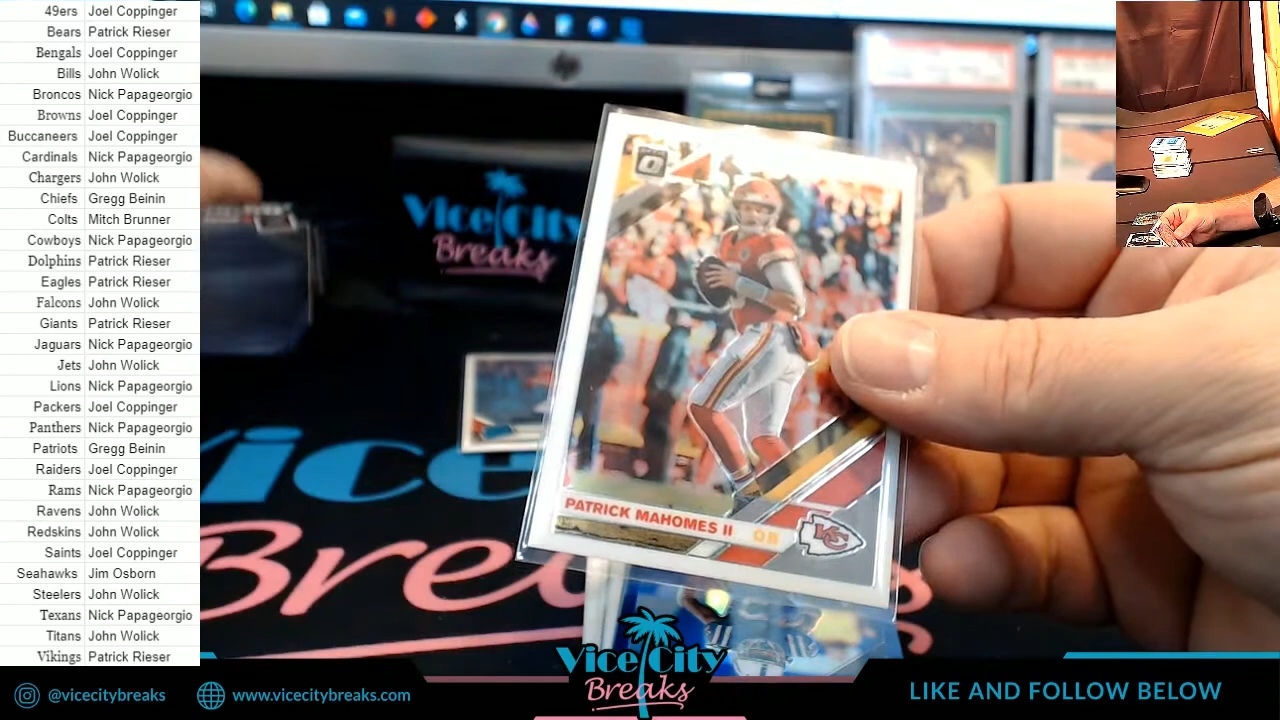 49ers Joel Coppinger
Bears Patrick Rieser
Bengals Joel Coppinger
Bills John Wolick
Broncos Nick Papageorgio
Browns Joel Coppinger
Buccaneers Joel Coppinger
Cardinals Nick Papageorgio
Chargers John Wolick
Chiefs Gregg Beinin
Colts Mitch Brunner
Cowboys Nick Papageorgio
Dolphins Patrick Rieser
Eagles Patrick Rieser
Falcons John Wolick
Giants Patrick Rieser
Jaguars Nick Papageorgio
Jets John Wolick
Lions Nick Papageorgio
Packers Joel Coppinger
Panthers Nick Papageorgio
Patriots Gregg Beinin
Raiders Joel Coppinger
Rams Nick Papageorgio
Ravens John Wolick
Redskins John Wolick
Saints Joel Coppinger
Seahawks Jim Osborn
Steelers John Wolick
Texans Nick Papageorgio
Titans John Wolick
Vikings Patrick Rieser
hp
Vice City
Breaks
PATRICK MAHOMES II QB
KC
Vice
Vice City
Breaks
@vicecitybreaks
www.vicecitybreaks.com
LIKE AND FOLLOW BELOW